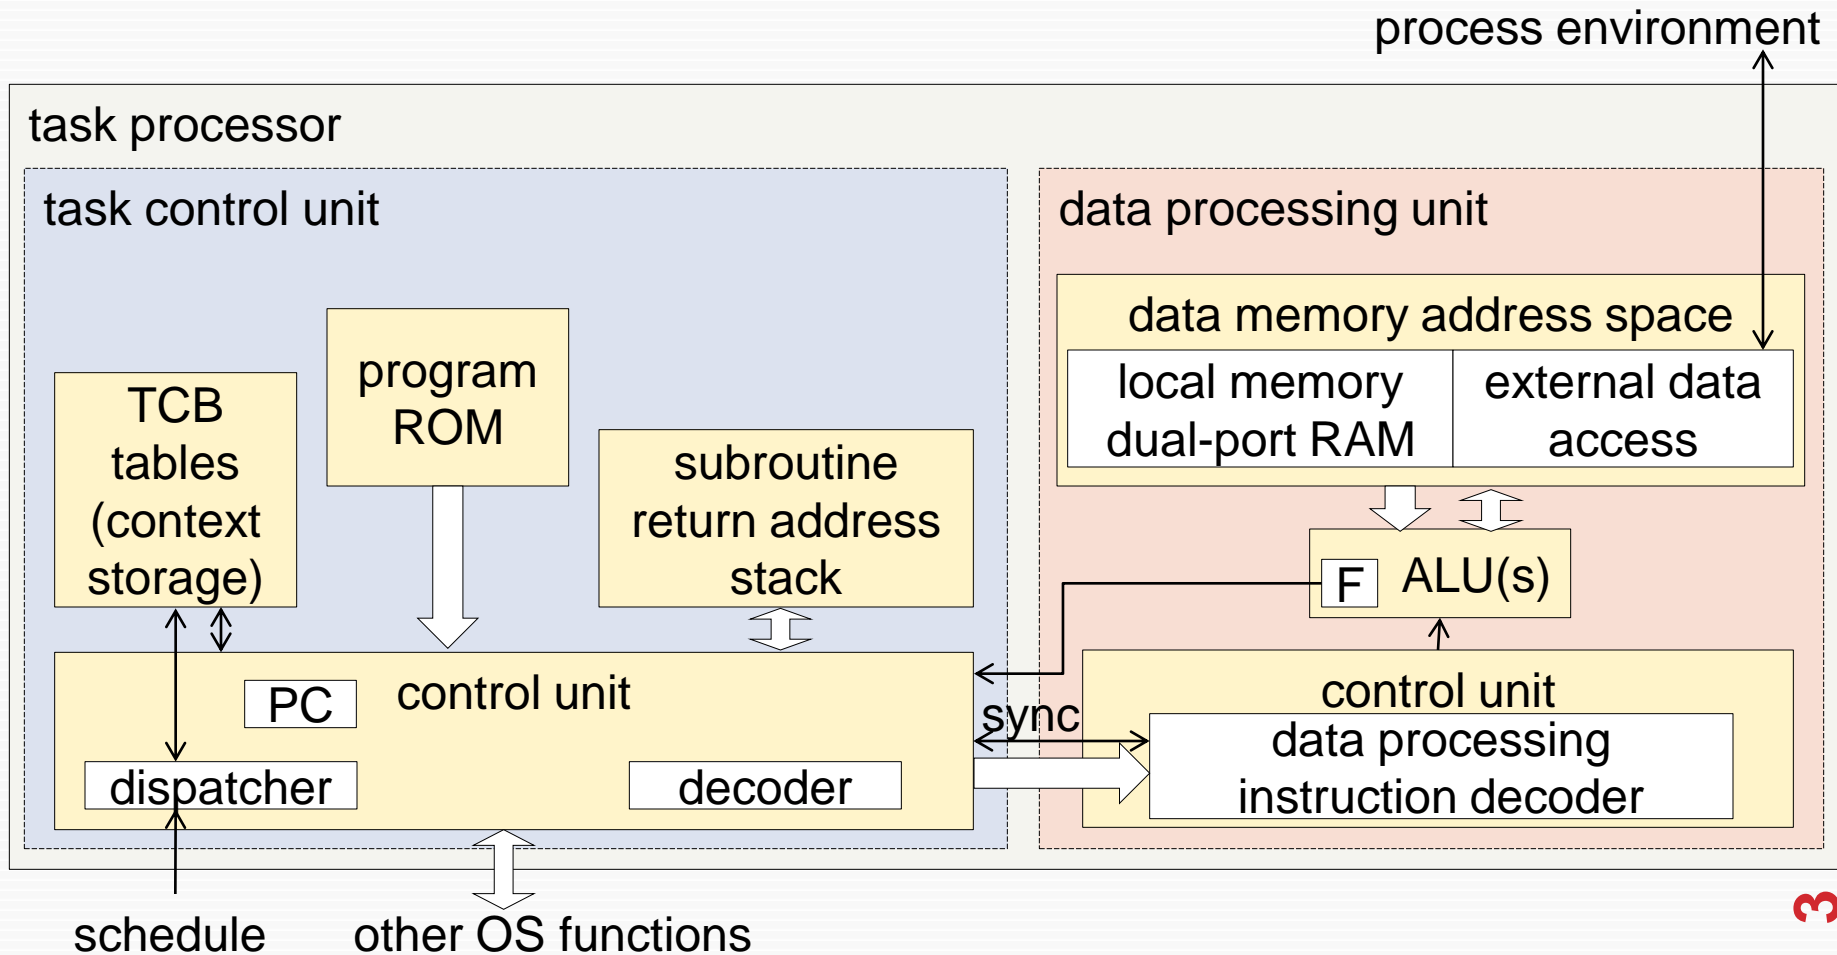 process environment
task processor
task control unit
data processing unit
TCB
tables
(context
storage)
program
ROM
subroutine
return address
stack
data memory address space
local memory
dual-port RAM
external data
access
F
ALU(s)
PC
control unit
dispatcher
decoder
sync
control unit
data processing
instruction decoder
schedule
other OS functions
3